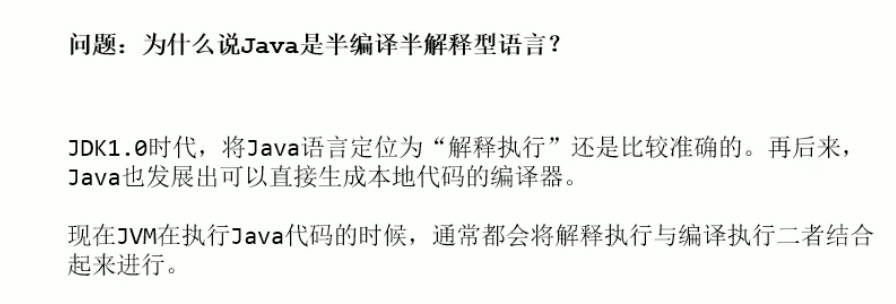 问题：为什么说Java是半编译半解释型语言？
JDK1.0时代，将Java语言定位为“解释执行”还是比较准确的。再后来，
Java也发展出可以直接生成本地代码的编译器。
现在JVM在执行Java代码的时候，通常都会将解释执行与编译执行二者结合
起来进行。